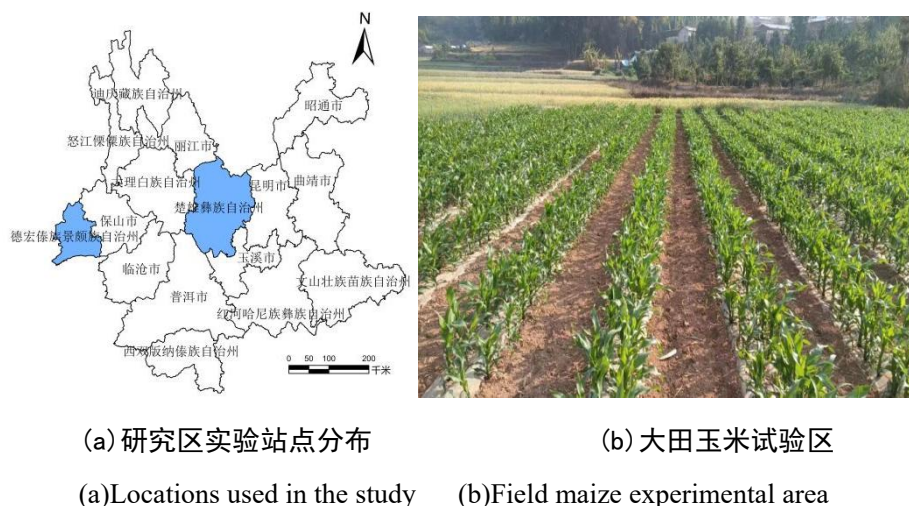 N
迪庆藏族自治州
昭通市
怒江傈僳族自治州
丽江市
大理白族自治州
昆明市
曲靖市
楚雄彝族自治州
保山市
德宏傣族景颇族自治州
临沧市
玉溪市
文山壮族苗族自治州
普洱市
红河哈尼族彝族自治州
西双版纳傣族自治州
0 50 100 200
千米
(a)研究区实验站点分布 (b)大田玉米试验区
(a)Locations used in the study (b)Field maize experimental area